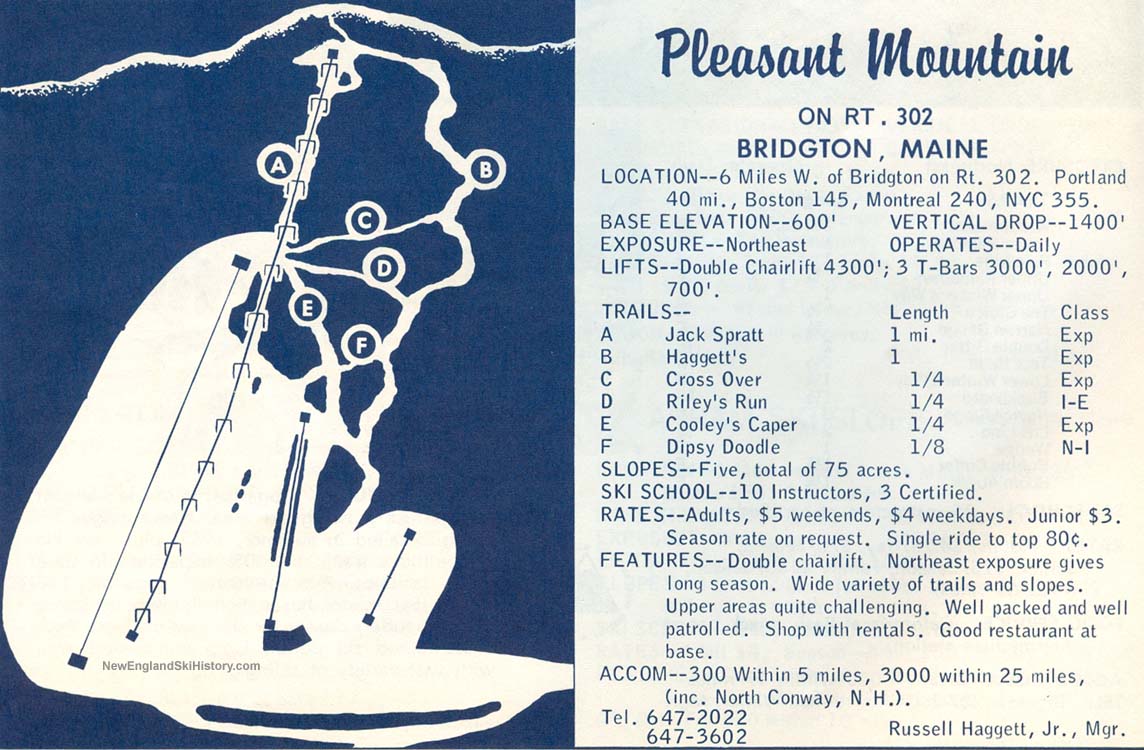 A
B
C
D
E
F
NewEnglandSkiHistory.com
Pleasant Mountain
ON RT. 302
BRIDGTON, MAINE
LOCATION--6 Miles W. of Bridgton on Rt. 302. Portland
40 mi., Boston 145, Montreal 240, NYC 355.
BASE ELEVATION--600' VERTICAL DROP--1400'
EXPOSURE--Northeast OPERATES--Daily
LIFTS--Double Chairlift 4300'; 3 T-Bars 3000', 2000',
700'.
TRAILS-- Length Class
A Jack Spratt 1 mi. Exp
B Haggett's 1 Exp
C Cross Over 1/4 Exp
D Riley's Run 1/4 I-E
E Cooley's Caper 1/4 Exp
F Dipsy Doodle 1/8 N-I
SLOPES--Five, total of 75 acres.
SKI SCHOOL--10 Instructors, 3 Certified.
RATES--Adults, $5 weekends, $4 weekdays. Junior $3.
Season rate on request. Single ride to top 80¢.
FEATURES--Double chairlift. Northeast exposure gives
long season. Wide variety of trails and slopes.
Upper areas quite challenging. Well packed and well
patrolled. Shop with rentals. Good restaurant at
base.
ACCOM--300 Within 5 miles, 3000 within 25 miles,
(inc. North Conway, N.H.).
Tel. 647-2022
647-3602 Russell Haggett, Jr., Mgr.